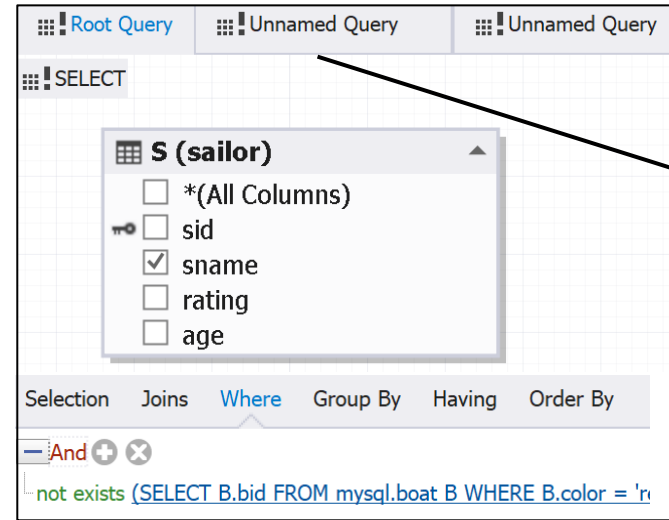 Root Query Unnamed Query Unnamed Query
SELECT
S (sailor)
*(All Columns)
sid
sname
rating
age
Selection Joins Where Group By Having Order By
And
not exists (SELECT B.bid FROM mysql.boat B WHERE B.color = 're